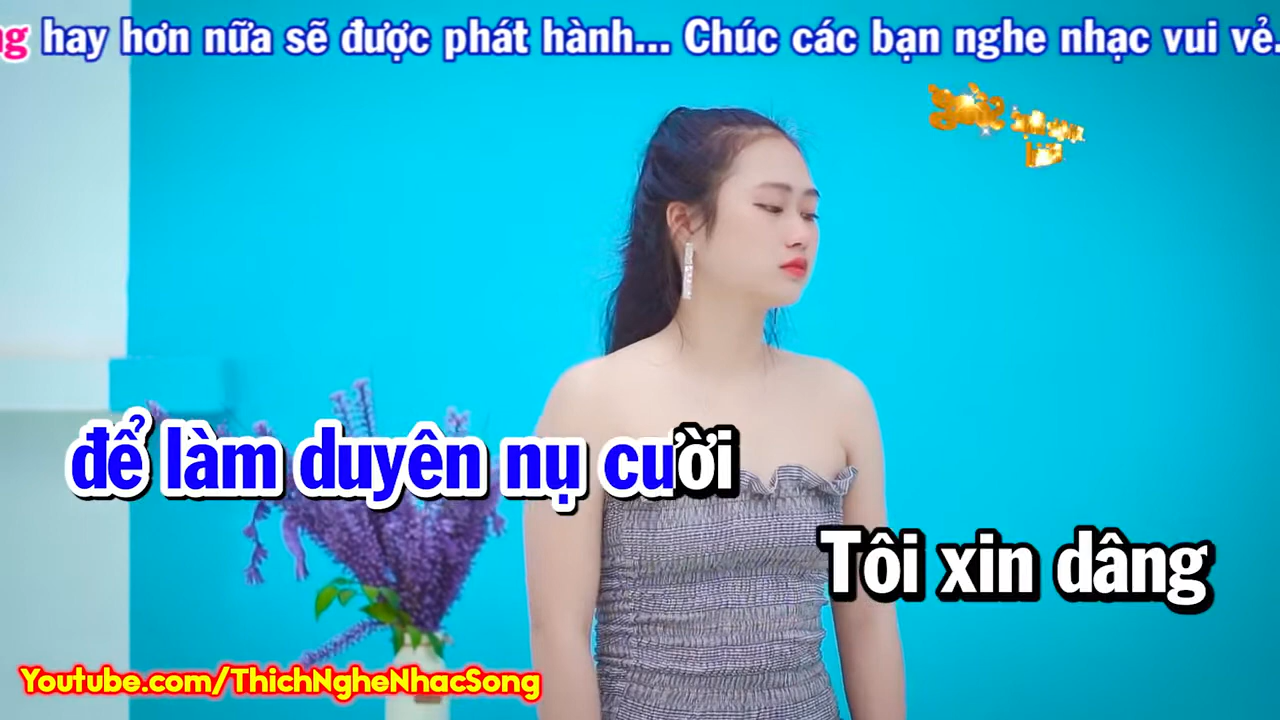 hay hơn nữa sẽ được phát hành... Chúc các bạn nghe nhạc vui vẻ.
để làm duyên nụ cười
Tôi xin dâng
Youtube.com/ThichNgheNhacSong